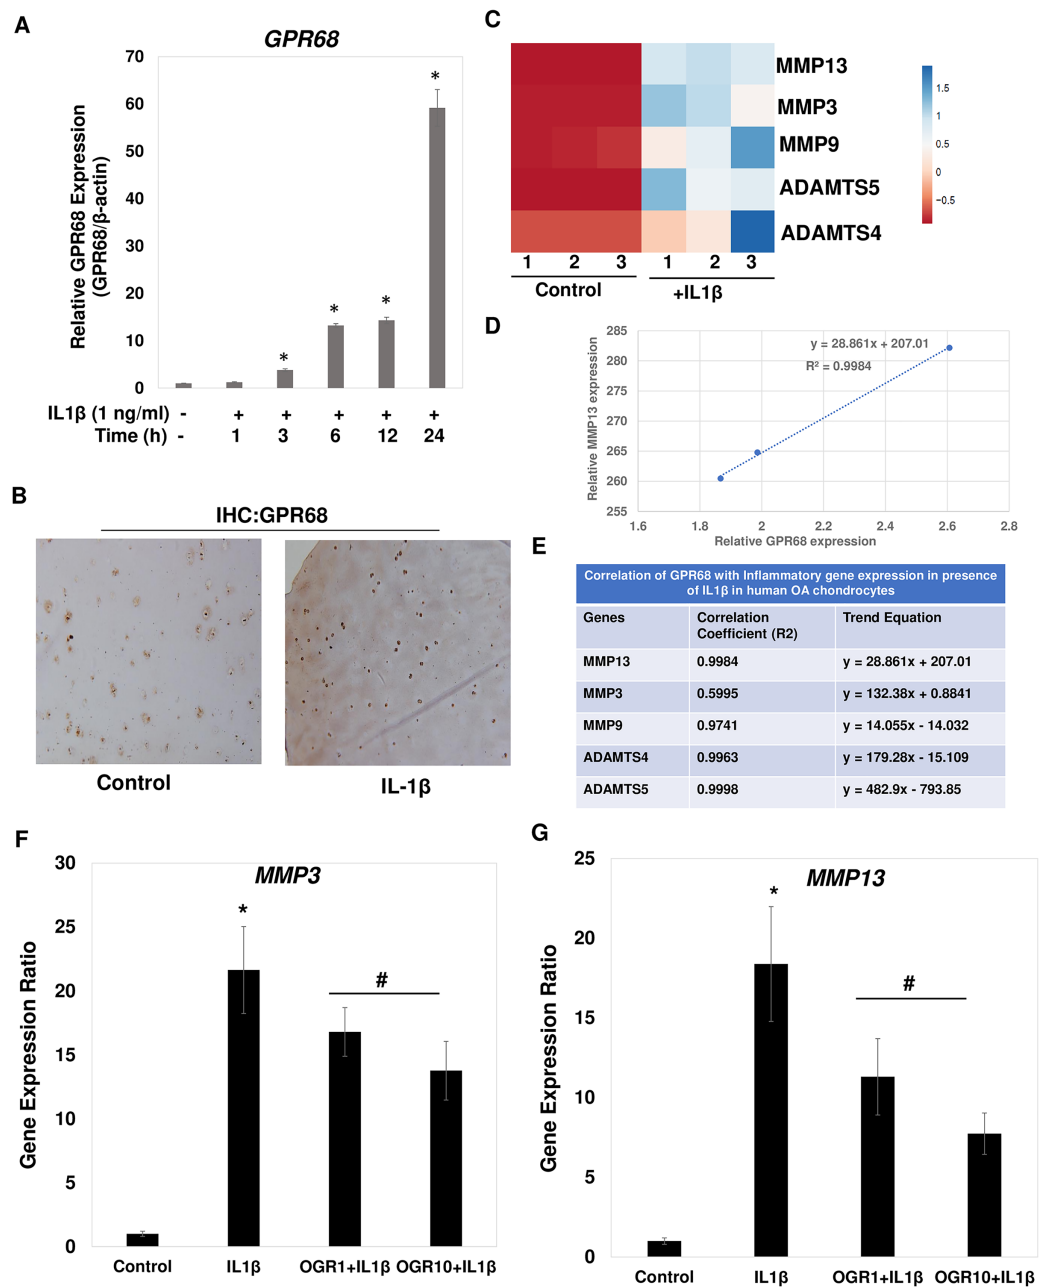 A
GPR68
70
60
50
40
30
20
10
0
Relative GPR68 Expression
(GPR68/β-actin)
*
*
*
*
IL1β (1 ng/ml) - + + + + +
Time (h) - 1 3 6 12 24
B
IHC:GPR68
Control
IL-1β
C
MMP13
MMP3
MMP9
ADAMTS5
ADAMTS4
1 2 3 1 2 3
Control
+IL1β
1.5
1
0.5
0
−0.5
D
285
280
275
270
265
260
255
Relative MMP13 expression
y = 28.861x + 207.01
R² = 0.9984
1.6 1.8 2 2.2 2.4 2.6 2.8
Relative GPR68 expression
E
Correlation of GPR68 with Inflammatory gene expression in presence
of IL1β in human OA chondrocytes
Genes
Correlation
Coefficient (R2)
Trend Equation
MMP13 0.9984 y = 28.861x + 207.01
MMP3 0.5995 y = 132.38x + 0.8841
MMP9 0.9741 y = 14.055x - 14.032
ADAMTS4 0.9963 y = 179.28x - 15.109
ADAMTS5 0.9998 y = 482.9x - 793.85
F
MMP3
30
25
20
15
10
5
0
Gene Expression Ratio
*
#
Control IL1β OGR1+IL1β OGR10+IL1β
G
MMP13
25
20
15
10
5
0
Gene Expression Ratio
*
#
Control IL1β OGR1+IL1β OGR10+IL1β